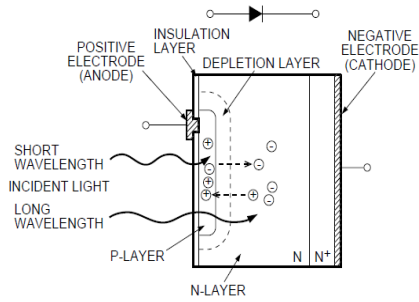 INSULATION
LAYER
POSITIVE
ELECTRODE
(ANODE)
DEPLETION LAYER
NEGATIVE
ELECTRODE
(CATHODE)
SHORT
WAVELENGTH
INCIDENT LIGHT
LONG
WAVELENGTH
P-LAYER
N N+
N-LAYER